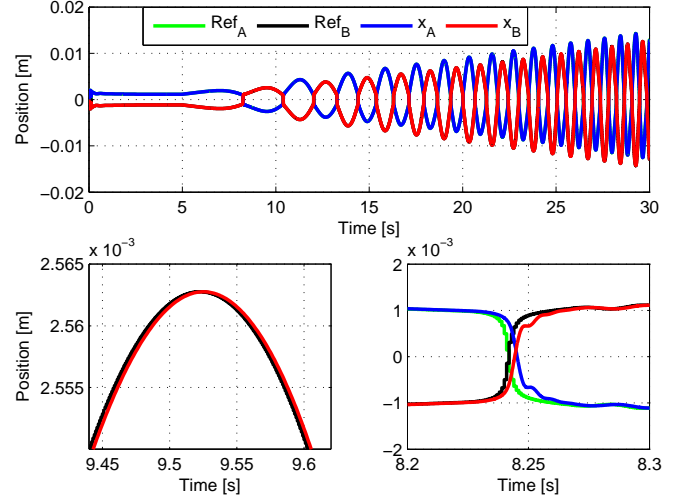 Ref_A Ref_B x_A x_B
0.02
0.01
0
−0.01
−0.02
Position [m]
0 5 10 15 20 25 30
Time [s]
x 10⁻³
2.565
2.56
2.555
Position [m]
9.45 9.5 9.55 9.6
Time [s]
x 10⁻³
2
1
0
−1
−2
8.2 8.25 8.3
Time [s]